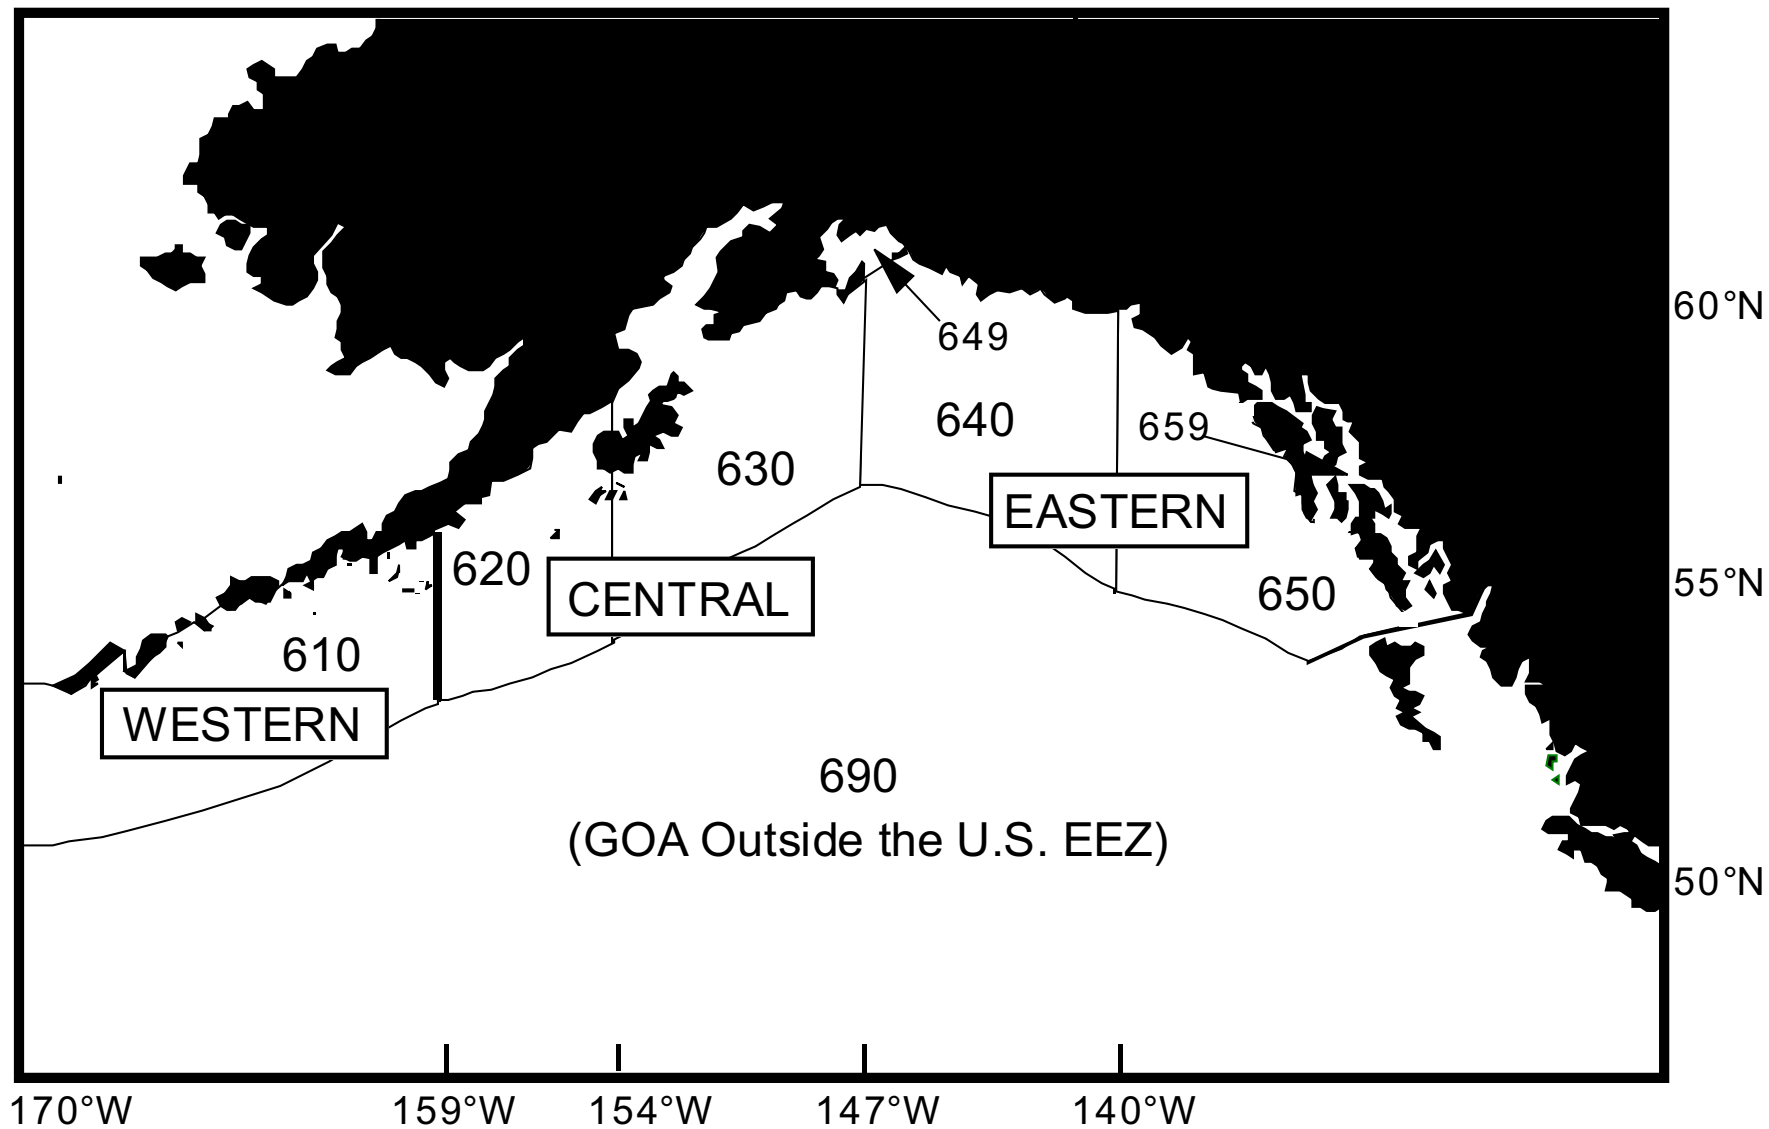 60°N
649
640
659
630
EASTERN
620
55°N
CENTRAL
650
610
WESTERN
690
(GOA Outside the U.S. EEZ)
50°N
170°W
159°W
154°W
147°W
140°W